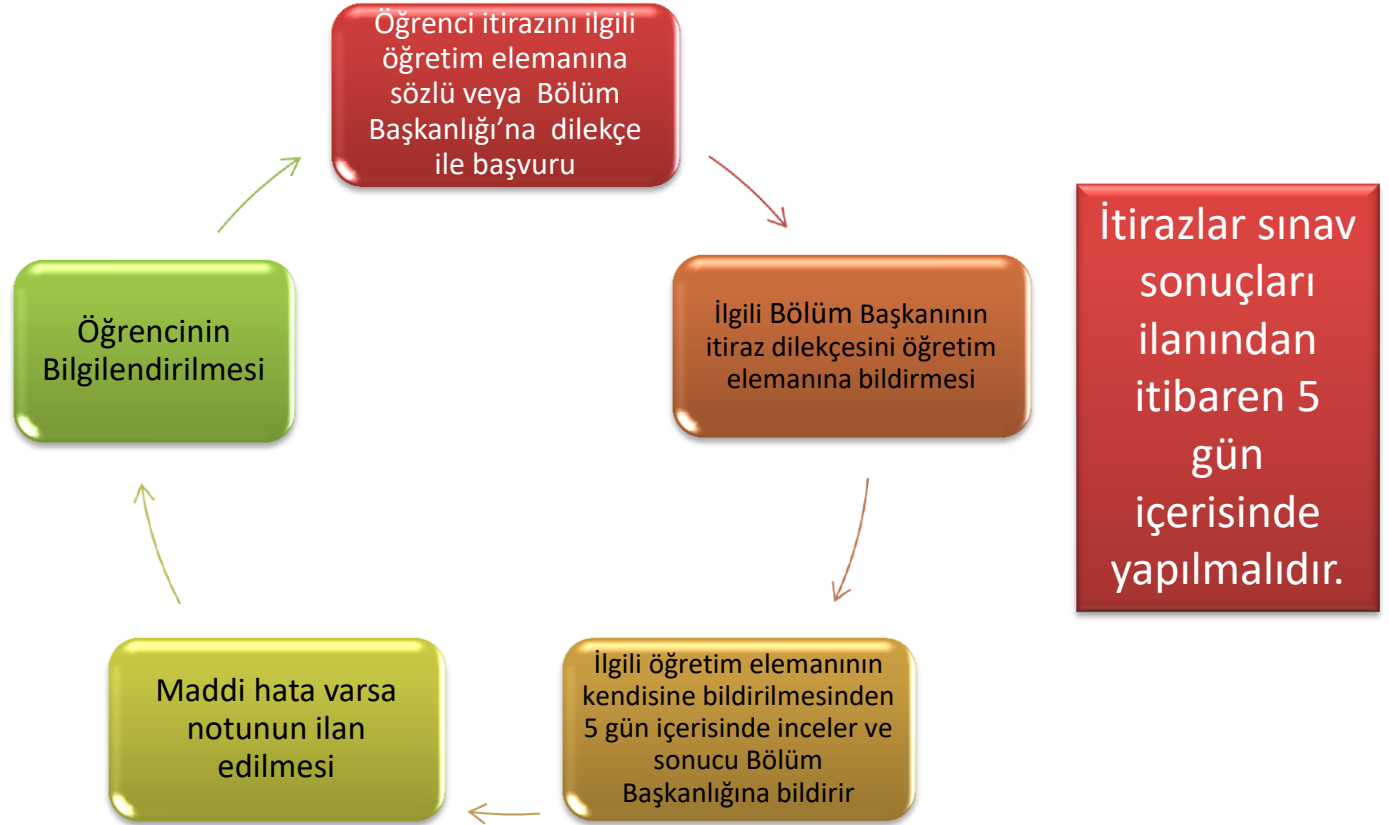 Öğrenci itirazını ilgili
öğretim elemanına
sözlü veya Bölüm
Başkanlığı’na dilekçe
ile başvuru
İlgili Bölüm Başkanının
itiraz dilekçesini öğretim
elemanına bildirmesi
İlgili öğretim elemanının
kendisine bildirilmesinden
5 gün içerisinde inceler ve
sonucu Bölüm
Başkanlığına bildirir
Maddi hata varsa
notunun ilan
edilmesi
Öğrencinin
Bilgilendirilmesi
İtirazlar sınav
sonuçları
ilanından
itibaren 5
gün
içerisinde
yapılmalıdır.